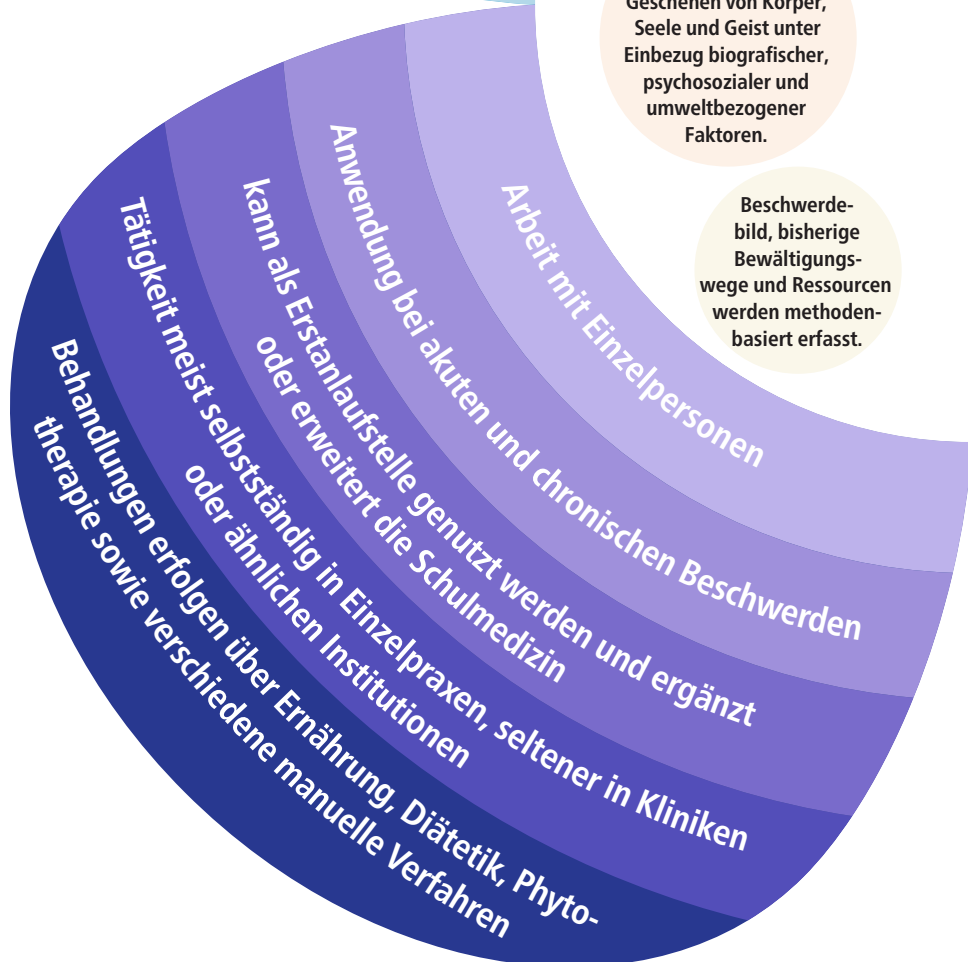 Geschehen von Körper,
Seele und Geist unter
Einbezug biografischer,
psychosozialer und
umweltbezogener
Faktoren.
Beschwerde-
bild, bisherige
Bewältigungs-
wege und Ressourcen
werden methoden-
basiert erfasst.
Arbeit mit Einzelpersonen
Anwendung bei akuten und chronischen Beschwerden
kann als Erstanlaufstelle genutzt werden und ergänzt
oder erweitert die Schulmedizin
Tätigkeit meist selbstständig in Einzelpraxen, seltener in Kliniken
oder ähnlichen Institutionen
Behandlungen erfolgen über Ernährung, Diätetik, Phyto-
therapie sowie verschiedene manuelle Verfahren